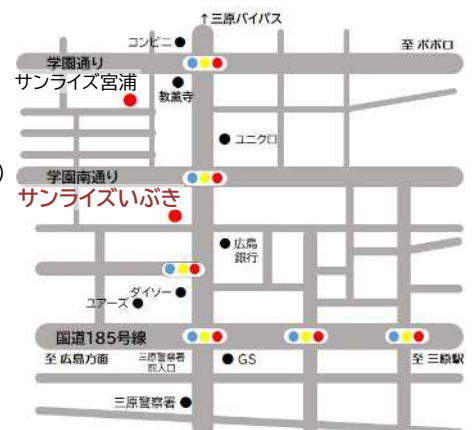 ↑三原バイパス
コンビニ
至 ポポロ
学園通り
サンライズ宮浦
教薫寺
ユニクロ
)
学園南通り
サンライズいぶき
広島
銀行
ダイソー
ユアーズ
国道185号線
至 広島方面
三原警察署
前入口
GS
至 三原駅
三原警察署